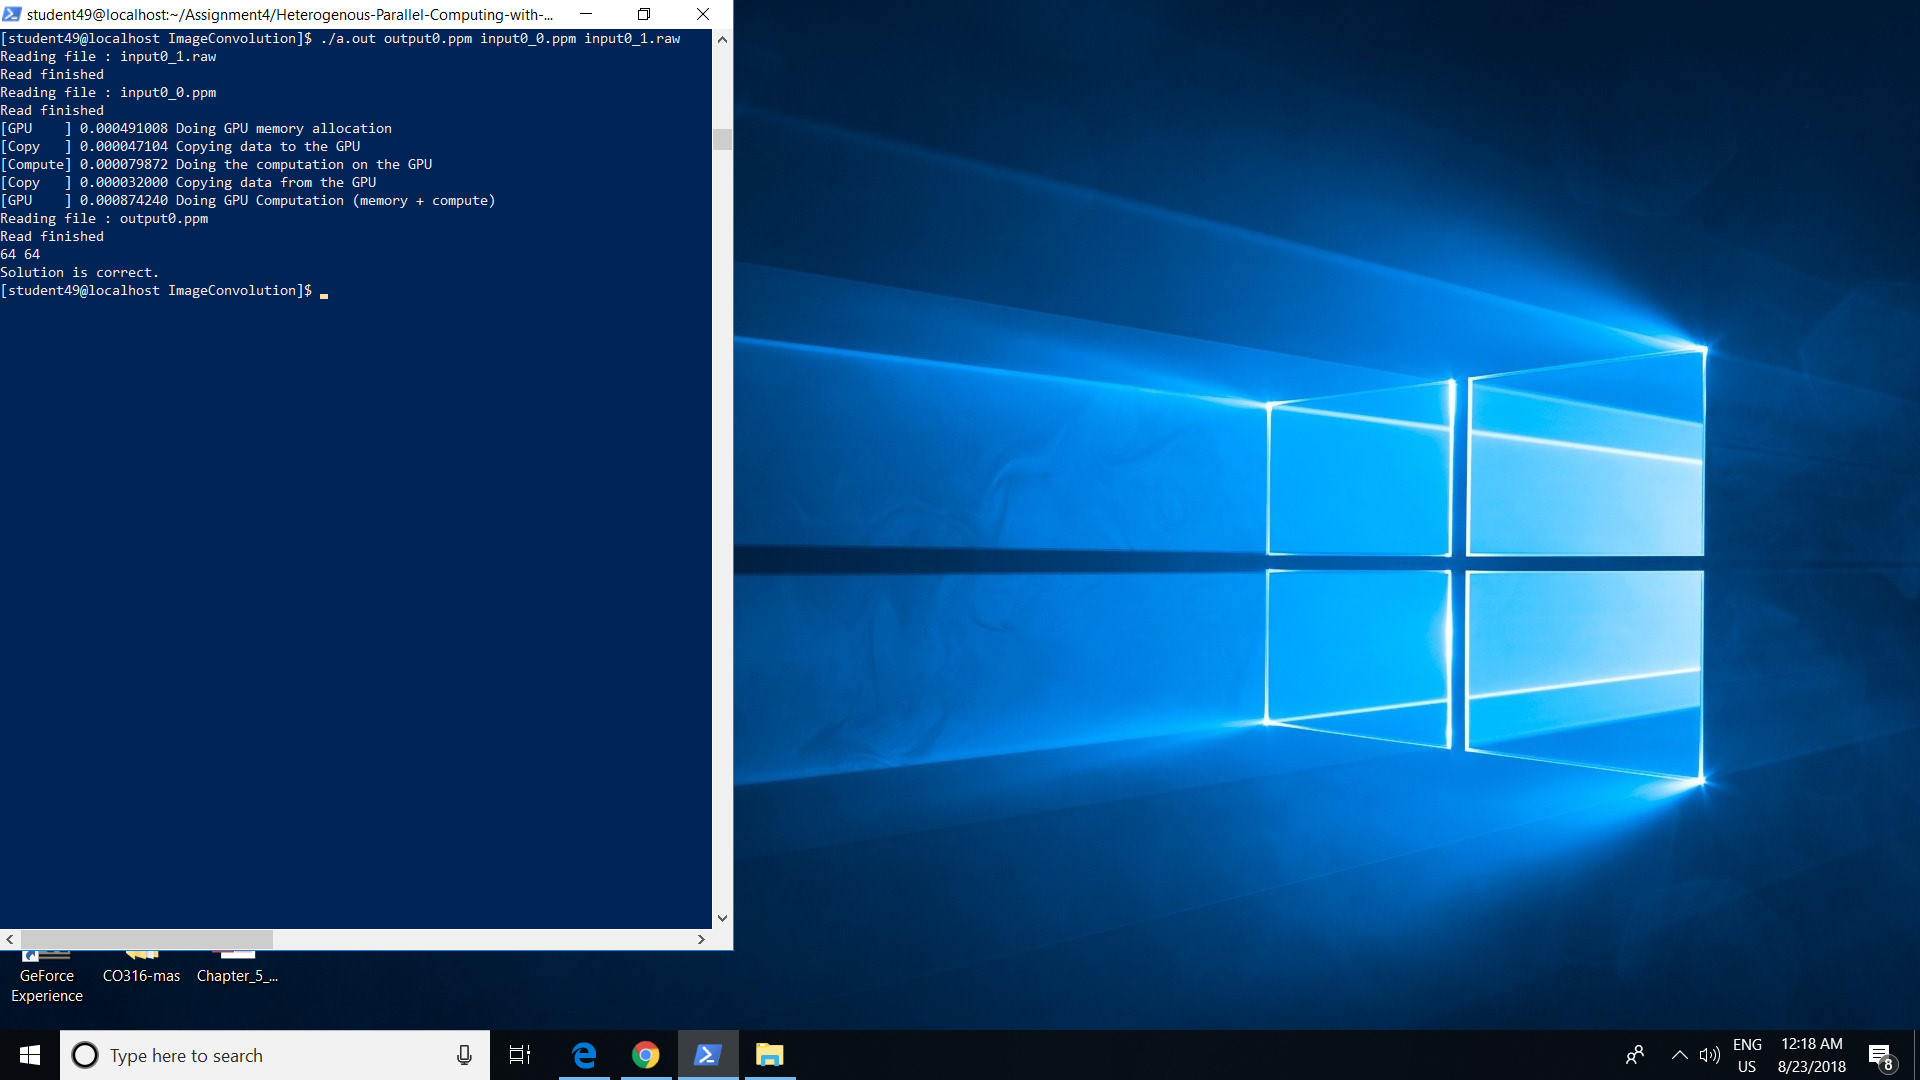 student49@localhost:~/Assignment4/Heterogenous-Parallel-Computing-with-...
[student49@localhost ImageConvolution]$ ./a.out output0.ppm input0_0.ppm input0_1.raw
Reading file : input0_1.raw
Read finished
Reading file : input0_0.ppm
Read finished
[GPU    ] 0.000491008 Doing GPU memory allocation
[Copy   ] 0.000047104 Copying data to the GPU
[Compute] 0.000079872 Doing the computation on the GPU
[Copy   ] 0.000032000 Copying data from the GPU
[GPU    ] 0.000874240 Doing GPU Computation (memory + compute)
Reading file : output0.ppm
Read finished
64 64
Solution is correct.
[student49@localhost ImageConvolution]$
GeForce Experience
CO316-mas
Chapter_5_...
Type here to search
ENG
US
12:18 AM
8/23/2018
8